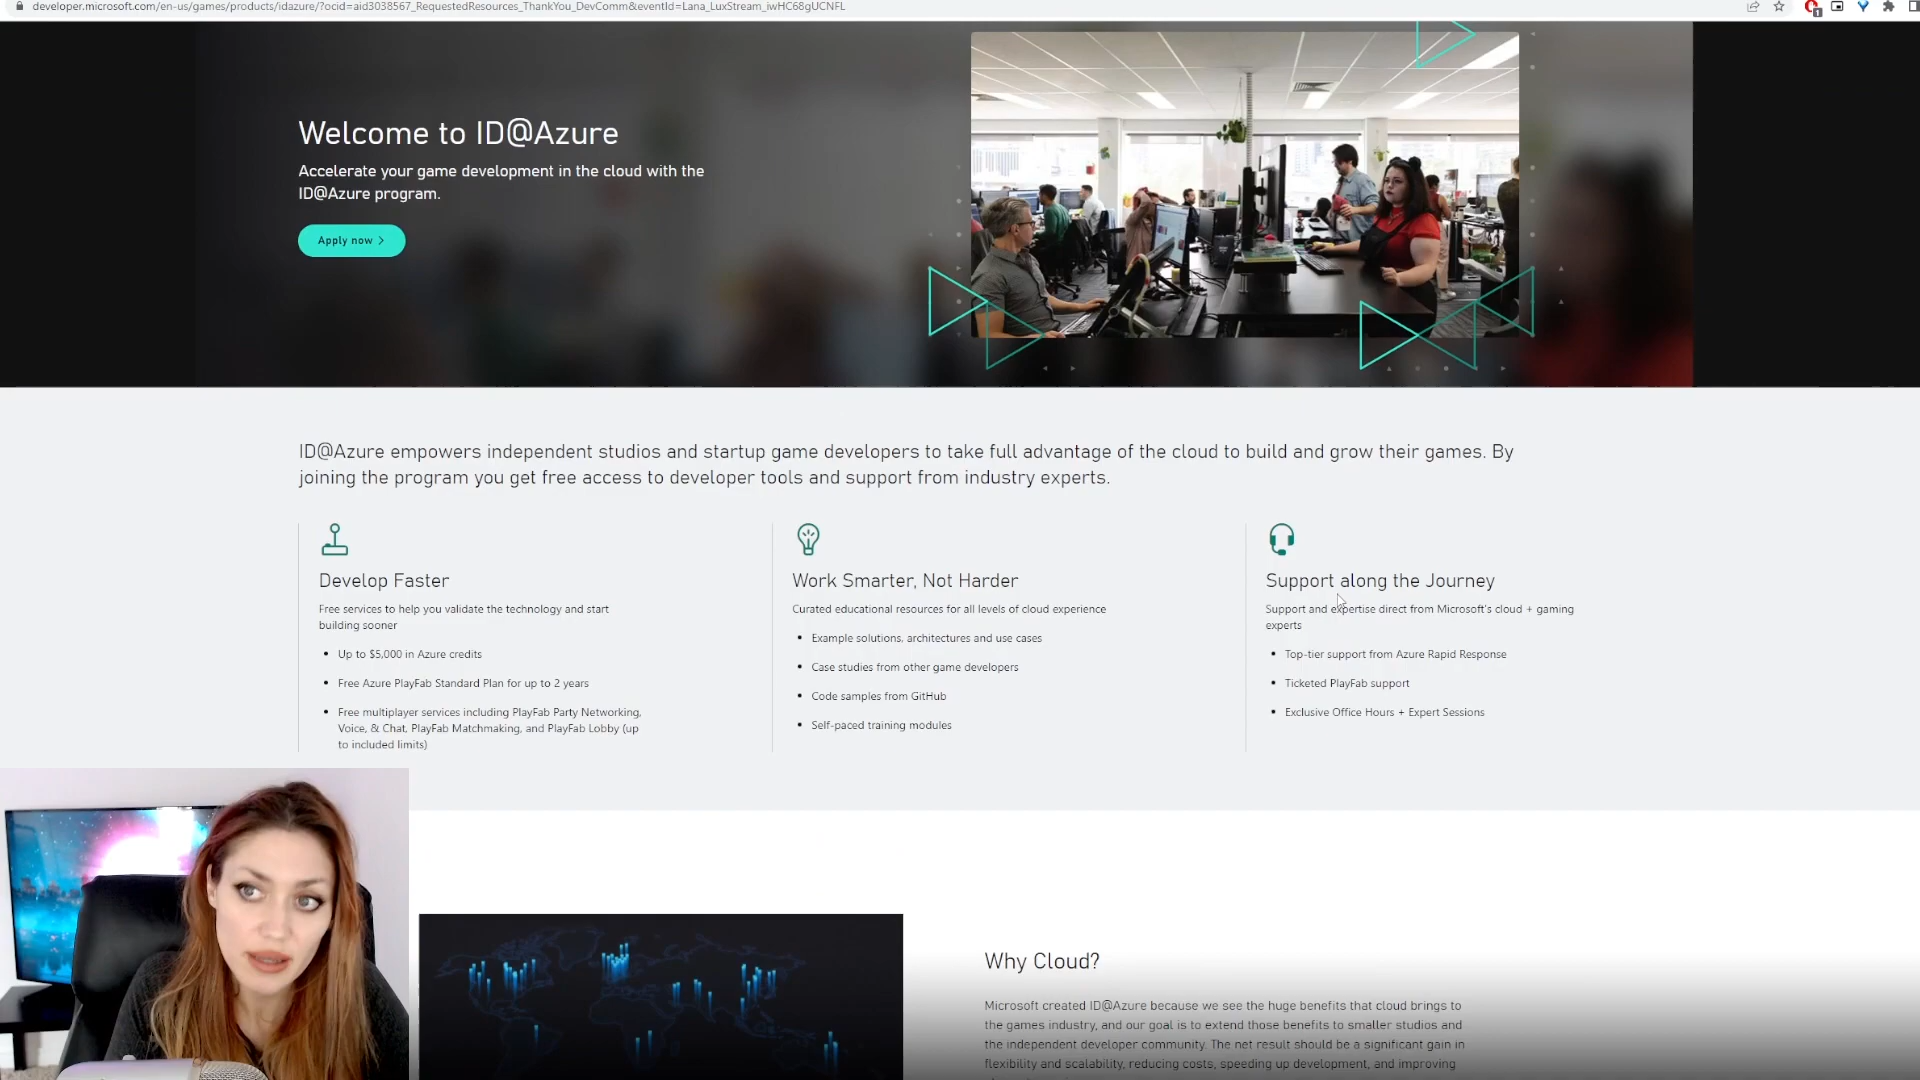 developer.microsoft.com/en-us/games/products/idazure/?ocid=aid3038567_RequestedResources_ThankYou_DevComm&eventId=Lana_LuxStream_iwHC68gUCNFL
1
Welcome to ID@Azure
Accelerate your game development in the cloud with the
ID@Azure program.
Apply now >
ID@Azure empowers independent studios and startup game developers to take full advantage of the cloud to build and grow their games. By
joining the program you get free access to developer tools and support from industry experts.
Develop Faster
Free services to help you validate the technology and start
building sooner
• Up to $5,000 in Azure credits
• Free Azure PlayFab Standard Plan for up to 2 years
• Free multiplayer services including PlayFab Party Networking,
Voice, & Chat, PlayFab Matchmaking, and PlayFab Lobby (up
to included limits)
Work Smarter, Not Harder
Curated educational resources for all levels of cloud experience
• Example solutions, architectures and use cases
• Case studies from other game developers
• Code samples from GitHub
• Self-paced training modules
Support along the Journey
Support and expertise direct from Microsoft's cloud + gaming
experts
• Top-tier support from Azure Rapid Response
• Ticketed PlayFab support
• Exclusive Office Hours + Expert Sessions
Why Cloud?
Microsoft created ID@Azure because we see the huge benefits that cloud brings to
the games industry, and our goal is to extend those benefits to smaller studios and
the independent developer community. The net result should be a significant gain in
flexibility and scalability, reducing costs, speeding up development, and improving